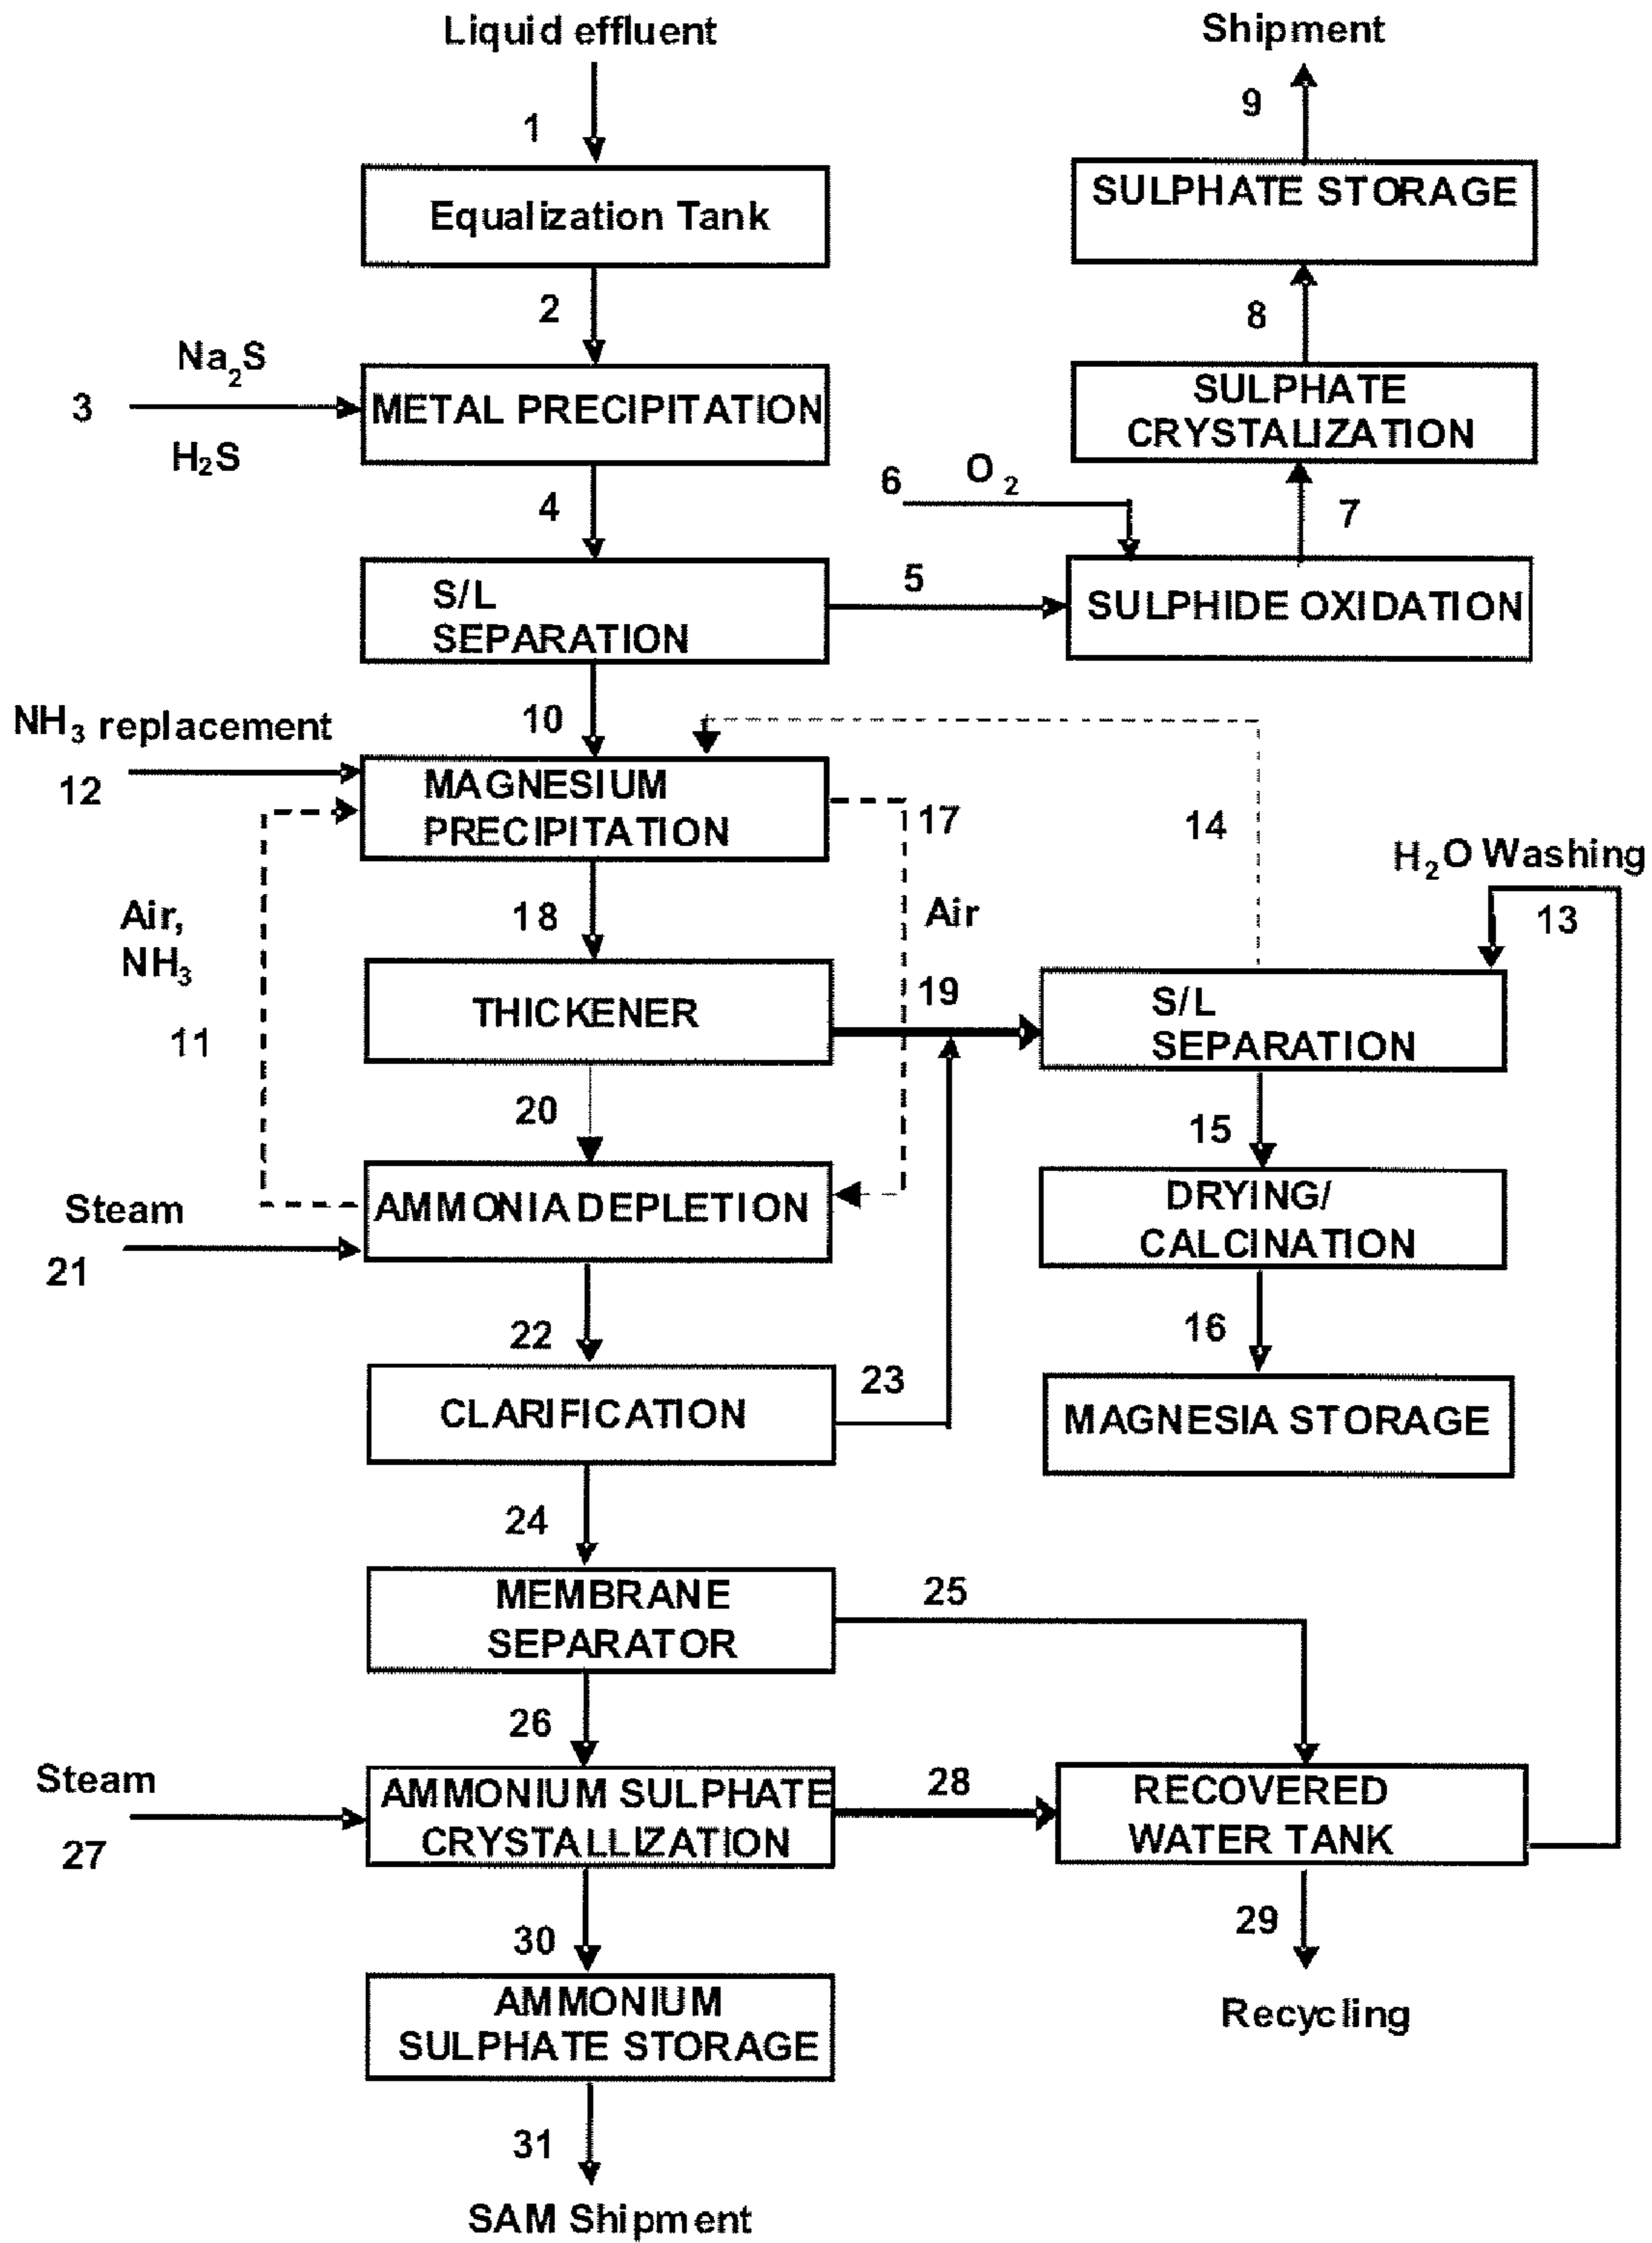 Liquid effluent
Shipment
1
9
Equalization Tank
SULPHATE STORAGE
2
8
Na2S
3
H2S
METAL PRECIPITATION
SULPHATE
CRYSTALIZATION
4
6
O2
7
S/L
SEPARATION
5
SULPHIDE OXIDATION
NH3 replacement
12
10
MAGNESIUM
PRECIPITATION
17
14
H2O Washing
13
Air,
NH3
11
18
Air
THICKENER
19
S/L
SEPARATION
20
15
Steam
21
AMMONIA DEPLETION
DRYING/
CALCINATION
22
16
CLARIFICATION
23
MAGNESIA STORAGE
24
MEMBRANE
SEPARATOR
25
26
Steam
27
AMMONIUM SULPHATE
CRYSTALLIZATION
28
RECOVERED
WATER TANK
30
29
AMMONIUM
SULPHATE STORAGE
Recycling
31
SAM Shipment